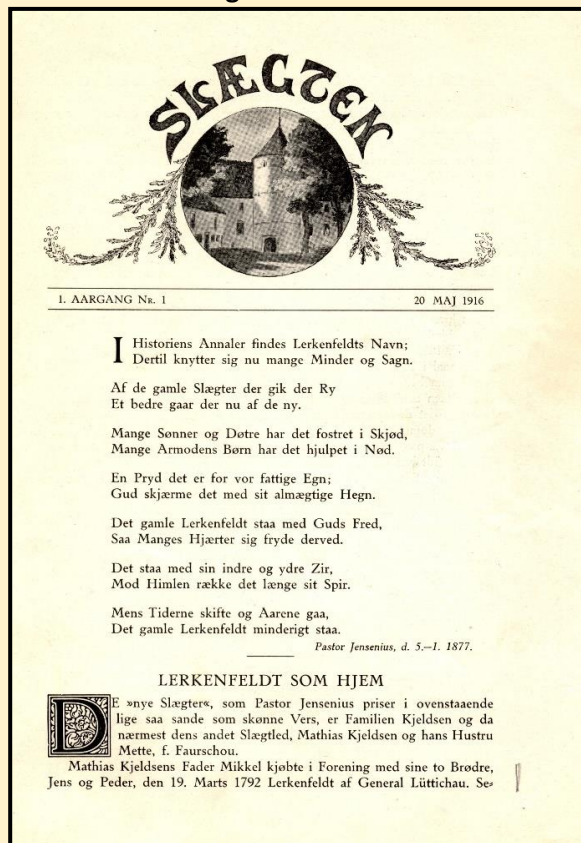 SLÆGTEN
1. AARGANG NR. 1 20 MAJ 1916
I Historiens Annaler findes Lerkenfeldts Navn;
Dertil knytter sig nu mange Minder og Sagn.
Af de gamle Slægter der gik der Ry
Et bedre gaar der nu af de ny.
Mange Sønner og Døtre har det fostret i Skjød,
Mange Armodens Børn har det hjulpet i Nød.
En Pryd det er for vor fattige Egn;
Gud skjærme det med sit almægtige Hegn.
Det gamle Lerkenfeldt staa med Guds Fred,
Saa Manges Hjærter sig fryde derved.
Det staa med sin indre og ydre Zir,
Mod Himlen række det længe sit Spir.
Mens Tiderne skifte og Aarene gaa,
Det gamle Lerkenfeldt minderigt staa.
Pastor Jensenius, d. 5.—1. 1877.
LERKENFELDT SOM HJEM
DE »nye Slægter«, som Pastor Jensenius priser i ovenstaaende
lige saa sande som skønne Vers, er Familien Kjeldsen og da
nærmest dens andet Slægtled, Mathias Kjeldsen og hans Hustru
Mette, f. Faurschou.
Mathias Kjeldsens Fader Mikkel kjøbte i Forening med sine to Brødre,
Jens og Peder, den 19. Marts 1792 Lerkenfeldt af General Lüttichau. Se-